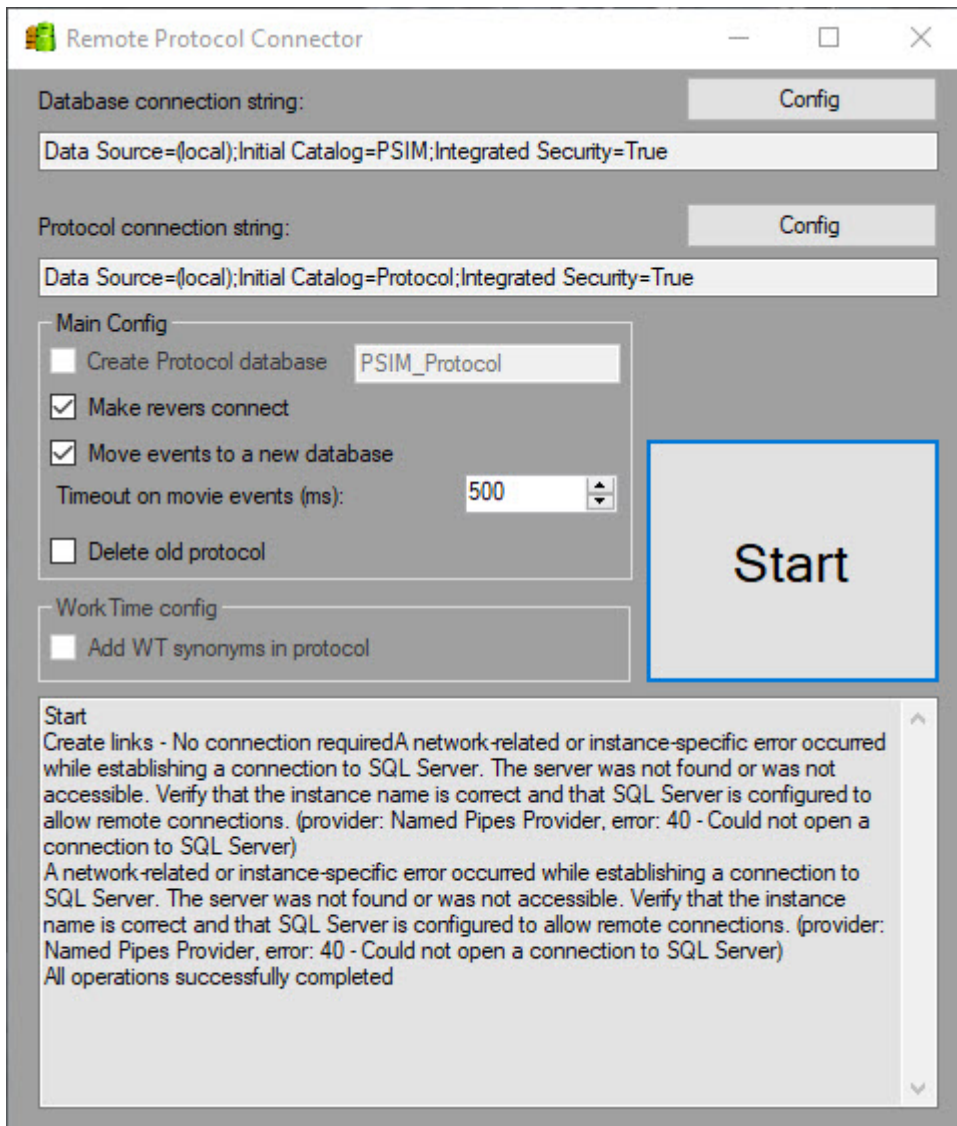 Remote Protocol Connector
Database connection string:
Config
Data Source=(local);Initial Catalog=PSIM;Integrated Security=True
Protocol connection string:
Config
Data Source=(local);Initial Catalog=Protocol;Integrated Security=True
Main Config
Create Protocol database
PSIM_Protocol
Make revers connect
Move events to a new database
Timeout on movie events (ms):
500
Delete old protocol
Start
WorkTime config
Add WT synonyms in protocol
Start
Create links - No connection requiredA network-related or instance-specific error occurred
while establishing a connection to SQL Server. The server was not found or was not
accessible. Verify that the instance name is correct and that SQL Server is configured to
allow remote connections. (provider: Named Pipes Provider, error: 40 - Could not open a
connection to SQL Server)
A network-related or instance-specific error occurred while establishing a connection to
SQL Server. The server was not found or was not accessible. Verify that the instance
name is correct and that SQL Server is configured to allow remote connections. (provider:
Named Pipes Provider, error: 40 - Could not open a connection to SQL Server)
All operations successfully completed